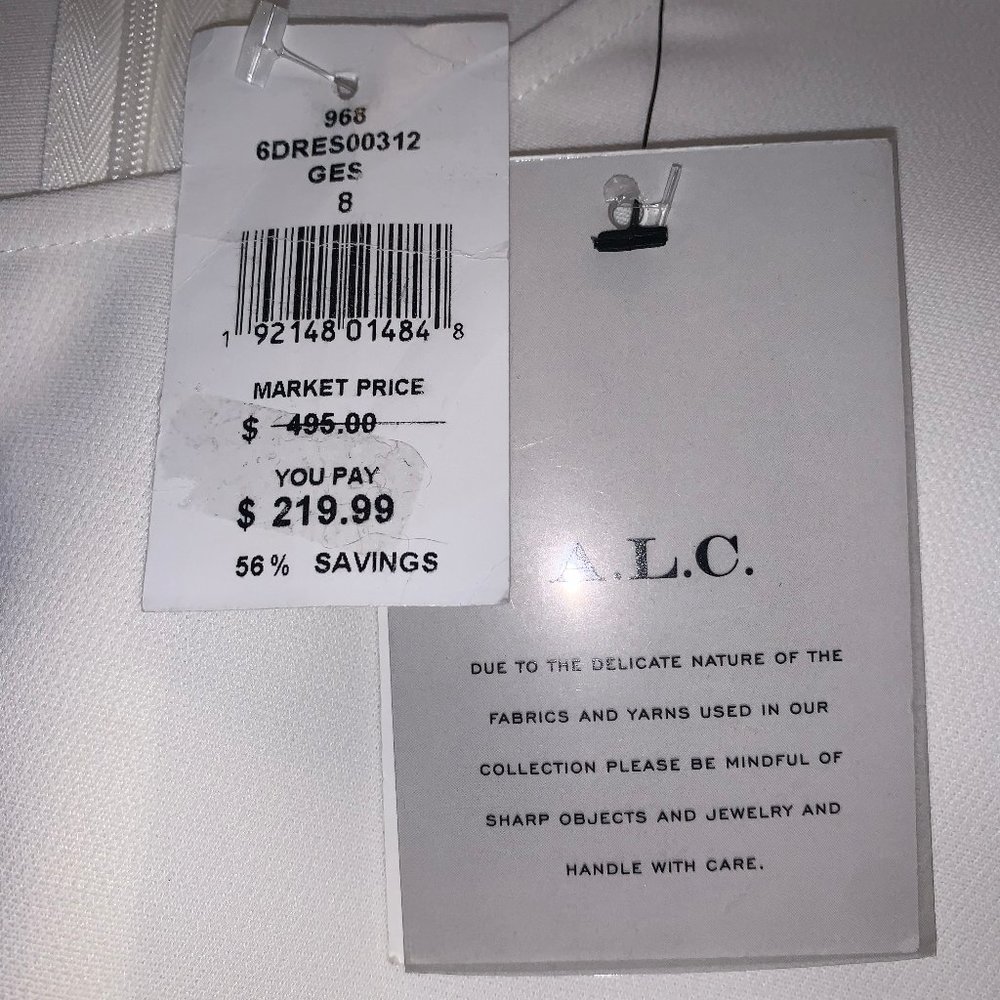 968
6DRES00312
GES
8
1 92148 01484 8
MARKET PRICE
$ 495.00
YOU PAY
$ 219.99
56% SAVINGS
A.L.C.
DUE TO THE DELICATE NATURE OF THE
FABRICS AND YARNS USED IN OUR
COLLECTION PLEASE BE MINDFUL OF
SHARP OBJECTS AND JEWELRY AND
HANDLE WITH CARE.